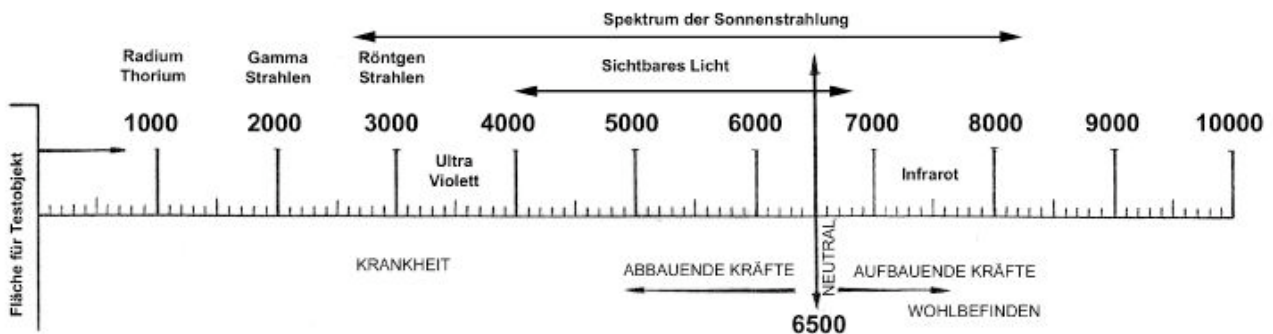 Spektrum der Sonnenstrahlung
Radium
Thorium
Gamma
Strahlen
Röntgen
Strahlen
Sichtbares Licht
1000 2000 3000 4000 5000 6000 7000 8000 9000 10000
Ultra
Violett
Infrarot
Fläche für Testobjekt
KRANKHEIT
ABBAUENDE KRÄFTE
NEUTRAL
AUFBAUENDE KRÄFTE
WOHLBEFINDEN
6500